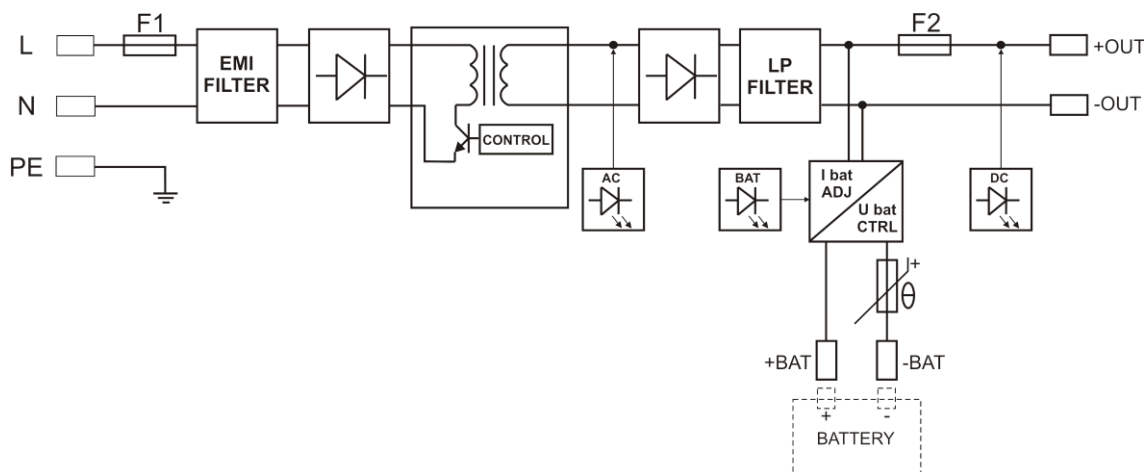 L
F1
EMI
FILTER
CONTROL
LP
FILTER
F2
+OUT
N
-OUT
PE
AC
BAT
I bat
ADJ
U bat
CTRL
DC
I+
θ
+BAT
-BAT
+
-
BATTERY